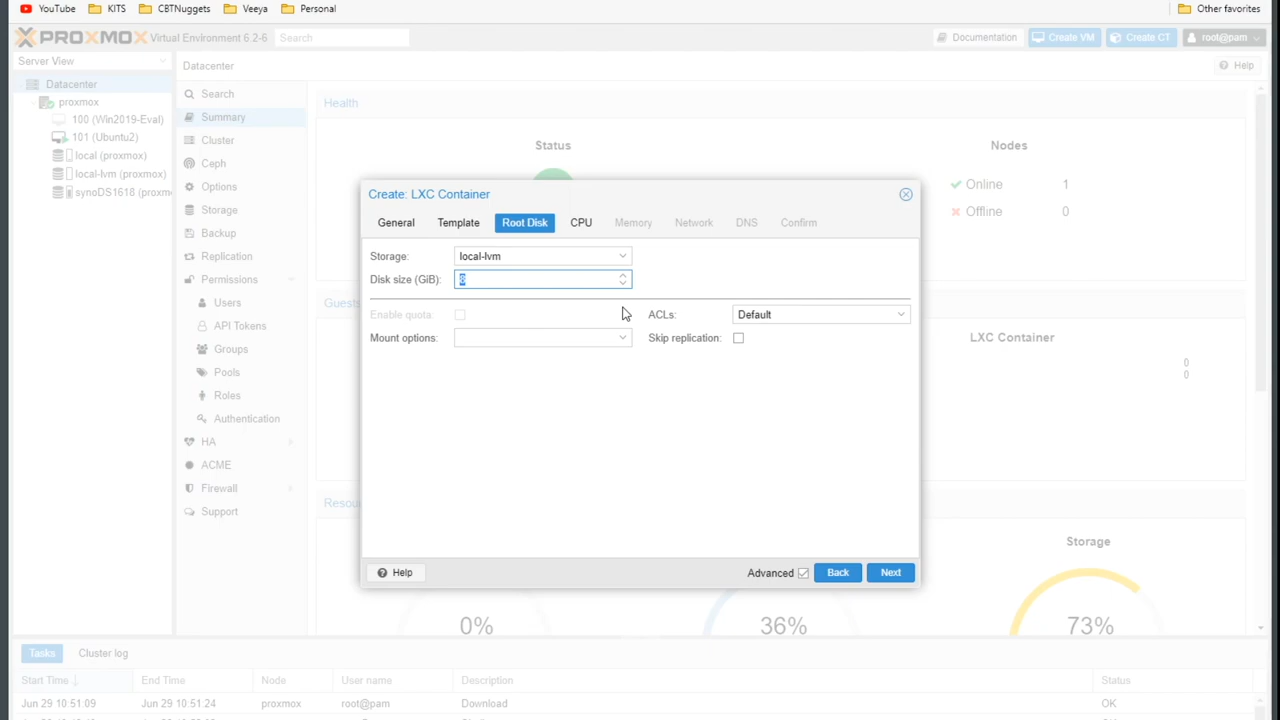 YouTube KITS CBTNuggets Veeya Personal Other favorites
PROXMOX Virtual Environment 6.2-6 Search Documentation Create VM Create CT root@pam
Server View Datacenter Help
Datacenter
proxmox
100 (Win2019-Eval)
101 (Ubuntu2)
local (proxmox)
local-lvm (proxmox)
synoDS1618 (proxm
Search
Summary
Cluster
Ceph
Options
Storage
Backup
Replication
Permissions
Users
API Tokens
Groups
Pools
Roles
Authentication
HA
ACME
Firewall
Support
Health
Status
Nodes
Online 1
Offline 0
Create: LXC Container
General Template Root Disk CPU Memory Network DNS Confirm
Storage: local-lvm
Disk size (GiB): 8
Enable quota: ACLs: Default
Mount options: Skip replication:
Help Advanced Back Next
Guests
LXC Container
0
0
Resou
Storage
0% 36% 73%
Tasks Cluster log
Start Time End Time Node User name Description Status
Jun 29 10:51:09 Jun 29 10:51:24 proxmox root@pam Download OK